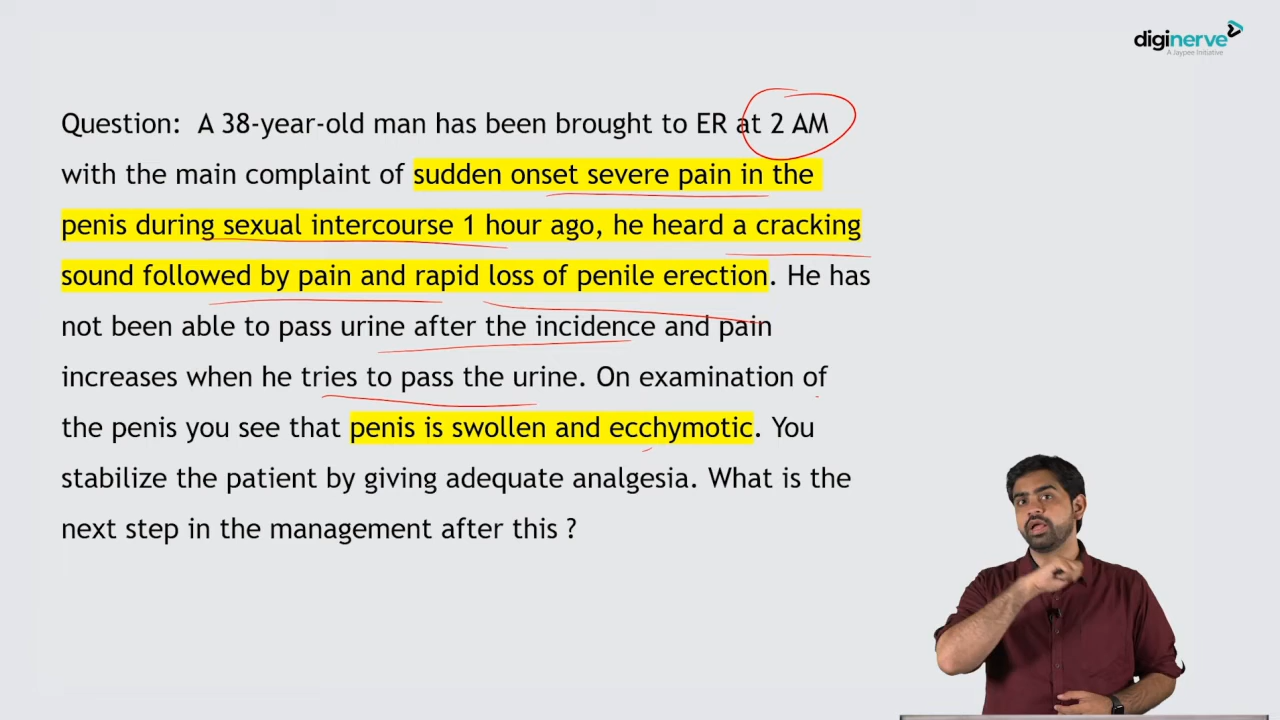 diginerve
A Jaypee Initiative
Question: A 38-year-old man has been brought to ER at 2 AM
with the main complaint of sudden onset severe pain in the
penis during sexual intercourse 1 hour ago, he heard a cracking
sound followed by pain and rapid loss of penile erection. He has
not been able to pass urine after the incidence and pain
increases when he tries to pass the urine. On examination of
the penis you see that penis is swollen and ecchymotic. You
stabilize the patient by giving adequate analgesia. What is the
next step in the management after this ?